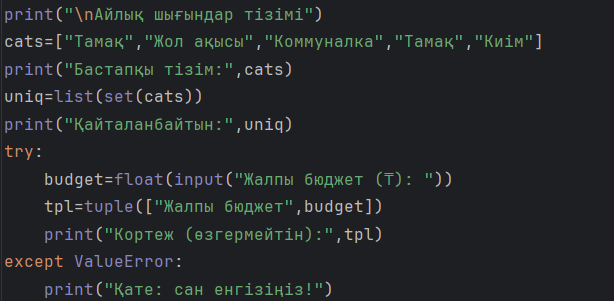 print("\nАйлық шығындар тізімі")
cats=["Тамақ","Жол ақысы","Коммуналка","Тамақ","Киім"]
print("Бастапқы тізім:",cats)
uniq=list(set(cats))
print("Қайталанбайтын:",uniq)
try:
    budget=float(input("Жалпы бюджет (₸): "))
    tpl=tuple(["Жалпы бюджет",budget])
    print("Кортеж (өзгермейтін):",tpl)
except ValueError:
    print("Қате: сан енгізіңіз!")